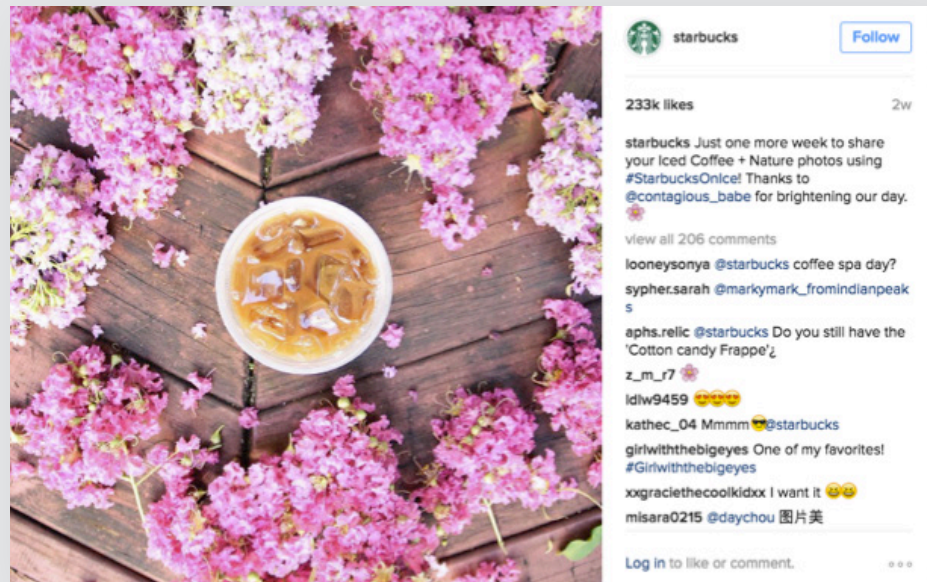 starbucks
Follow
233k likes 2w
starbucks Just one more week to share
your Iced Coffee + Nature photos using
#StarbucksOnIce! Thanks to
@contagious_babe for brightening our day.
🌸
view all 206 comments
looneysonya @starbucks coffee spa day?
sypher.sarah @markymark_fromindianpeak
s
aphs.relic @starbucks Do you still have the
'Cotton candy Frappe'¿
z_m_r7 🌸
ldlw9459 😍😍😍
kathec_04 Mmmm😎@starbucks
girlwiththebigeyes One of my favorites!
#Girlwiththebigeyes
xxgraciethecoolkidxx I want it 😄😄
misara0215 @daychou 图片美
Log in to like or comment.